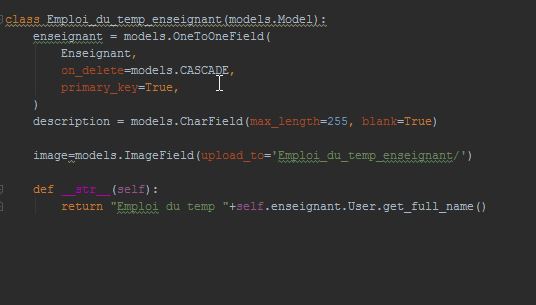 class Emploi_du_temp_enseignant(models.Model):
    enseignant = models.OneToOneField(
        Enseignant,
        on_delete=models.CASCADE,
        primary_key=True,
    )
    description = models.CharField(max_length=255, blank=True)
    image=models.ImageField(upload_to='Emploi_du_temp_enseignant/')
    def __str__(self):
        return "Emploi du temp "+self.enseignant.User.get_full_name()